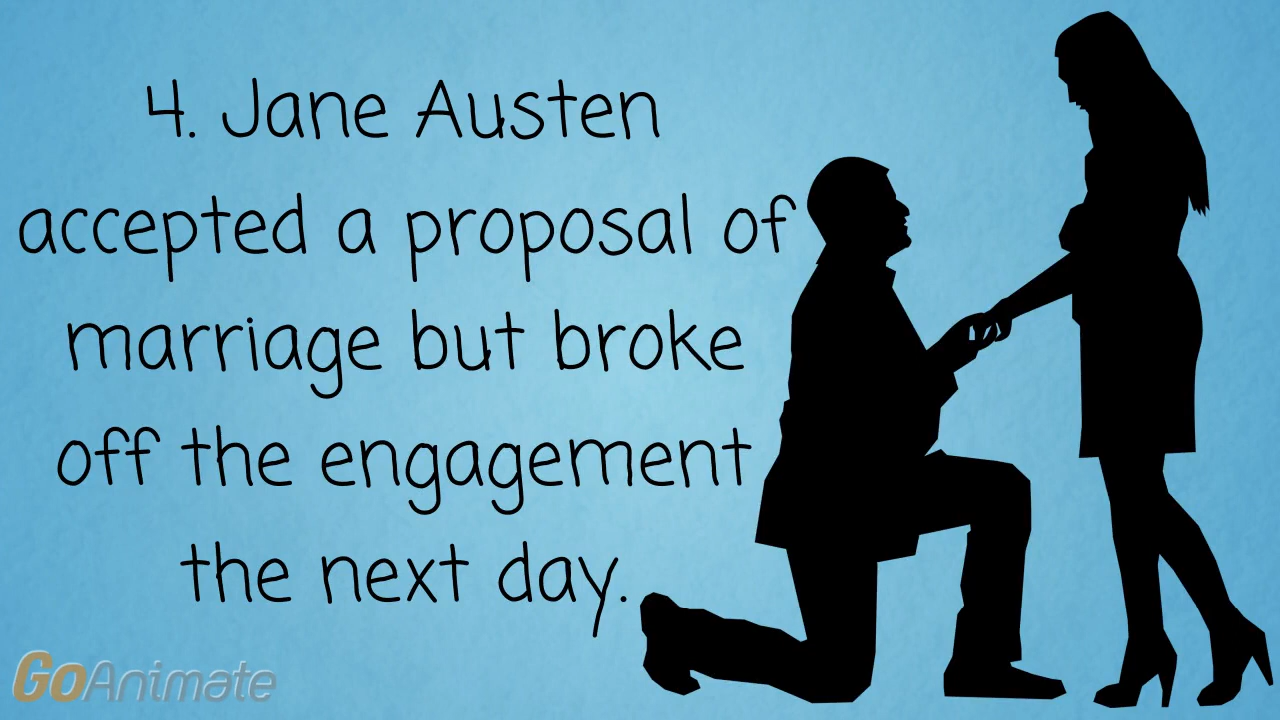 4. Jane Austen
accepted a proposal of
marriage but broke
off the engagement
the next day.
GoAnimate